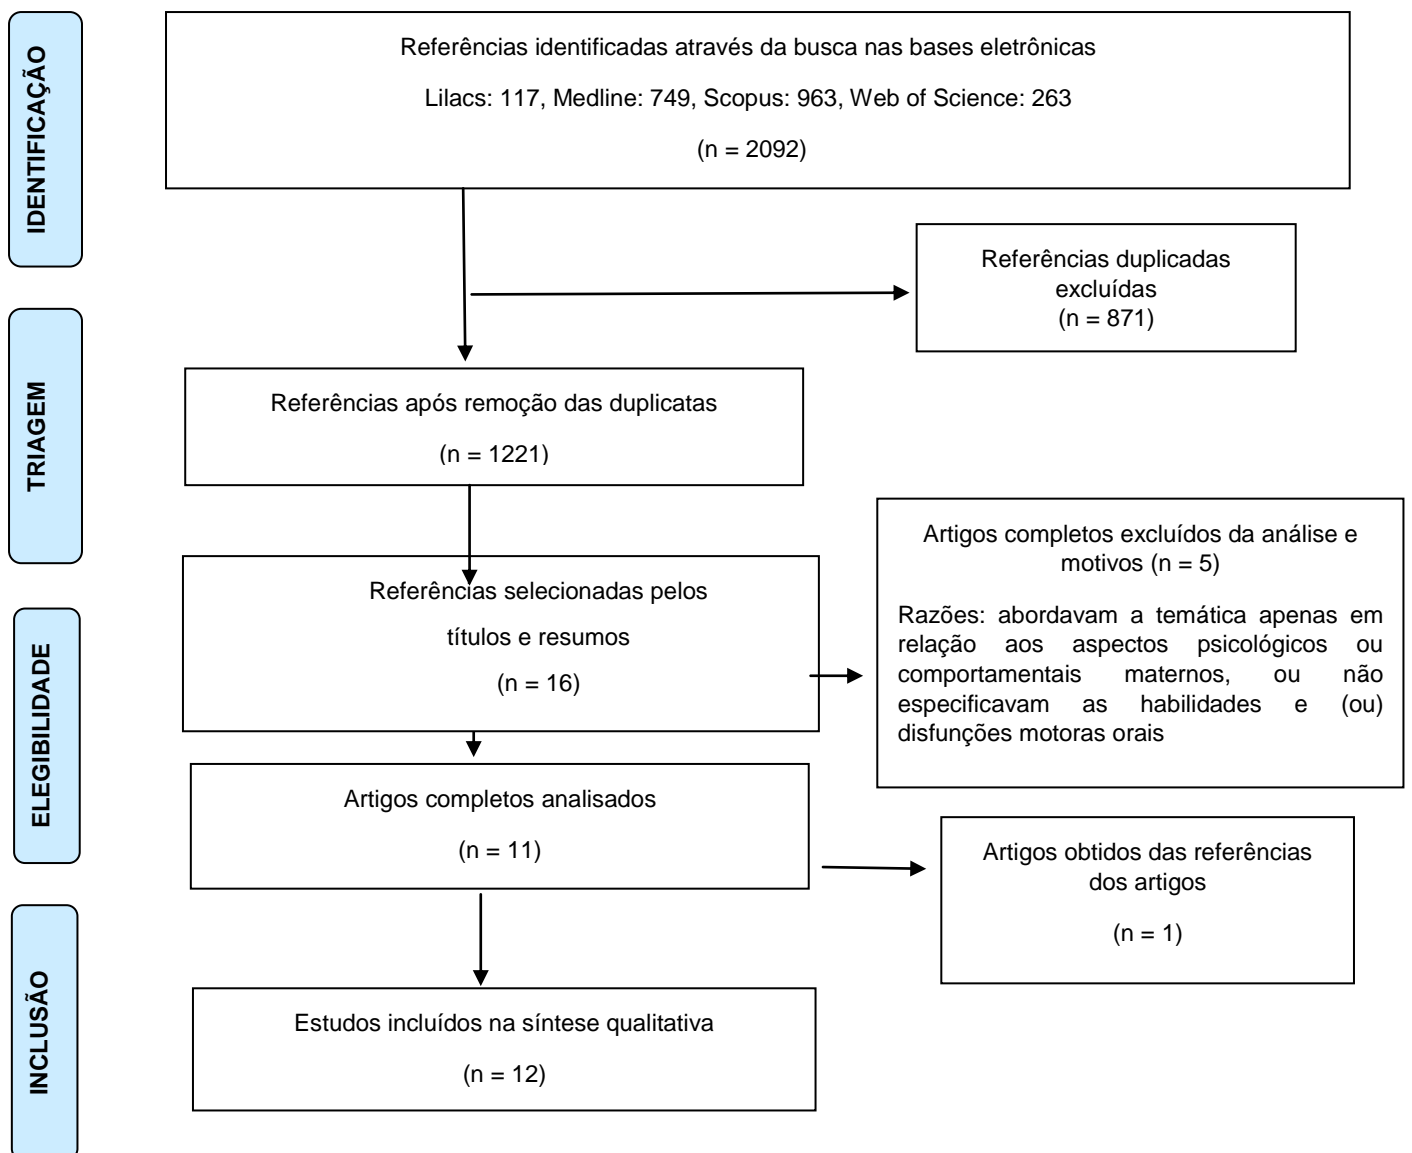 IDENTIFICAÇÃO
Referências identificadas através da busca nas bases eletrônicas
Lilacs: 117, Medline: 749, Scopus: 963, Web of Science: 263
(n = 2092)
Referências duplicadas
excluídas
(n = 871)
TRIAGEM
Referências após remoção das duplicatas
(n = 1221)
Referências selecionadas pelos
títulos e resumos
(n = 16)
Artigos completos excluídos da análise e
motivos (n = 5)
Razões: abordavam a temática apenas em
relação aos aspectos psicológicos ou
comportamentais maternos, ou não
especificavam as habilidades e (ou)
disfunções motoras orais
ELEGIBILIDADE
Artigos completos analisados
(n = 11)
Artigos obtidos das referências
dos artigos
(n = 1)
INCLUSÃO
Estudos incluídos na síntese qualitativa
(n = 12)